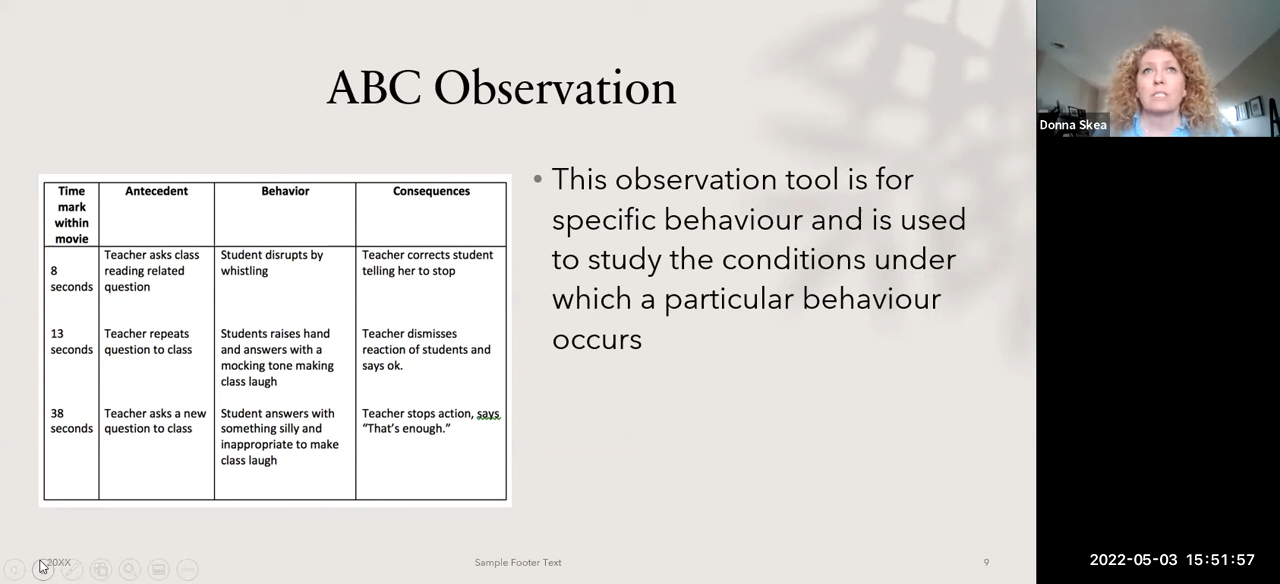 ABC Observation
Donna Skea
Time
mark
within
movie
Antecedent
Behavior
Consequences
8
seconds
Teacher asks class
reading related
question
Student disrupts by
whistling
Teacher corrects student
telling her to stop
13
seconds
Teacher repeats
question to class
Students raises hand
and answers with a
mocking tone making
class laugh
Teacher dismisses
reaction of students and
says ok.
38
seconds
Teacher asks a new
question to class
Student answers with
something silly and
inappropriate to make
class laugh
Teacher stops action, says
“That’s enough.”
• This observation tool is for
specific behaviour and is used
to study the conditions under
which a particular behaviour
occurs
20XX
Sample Footer Text
9
2022-05-03 15:51:57